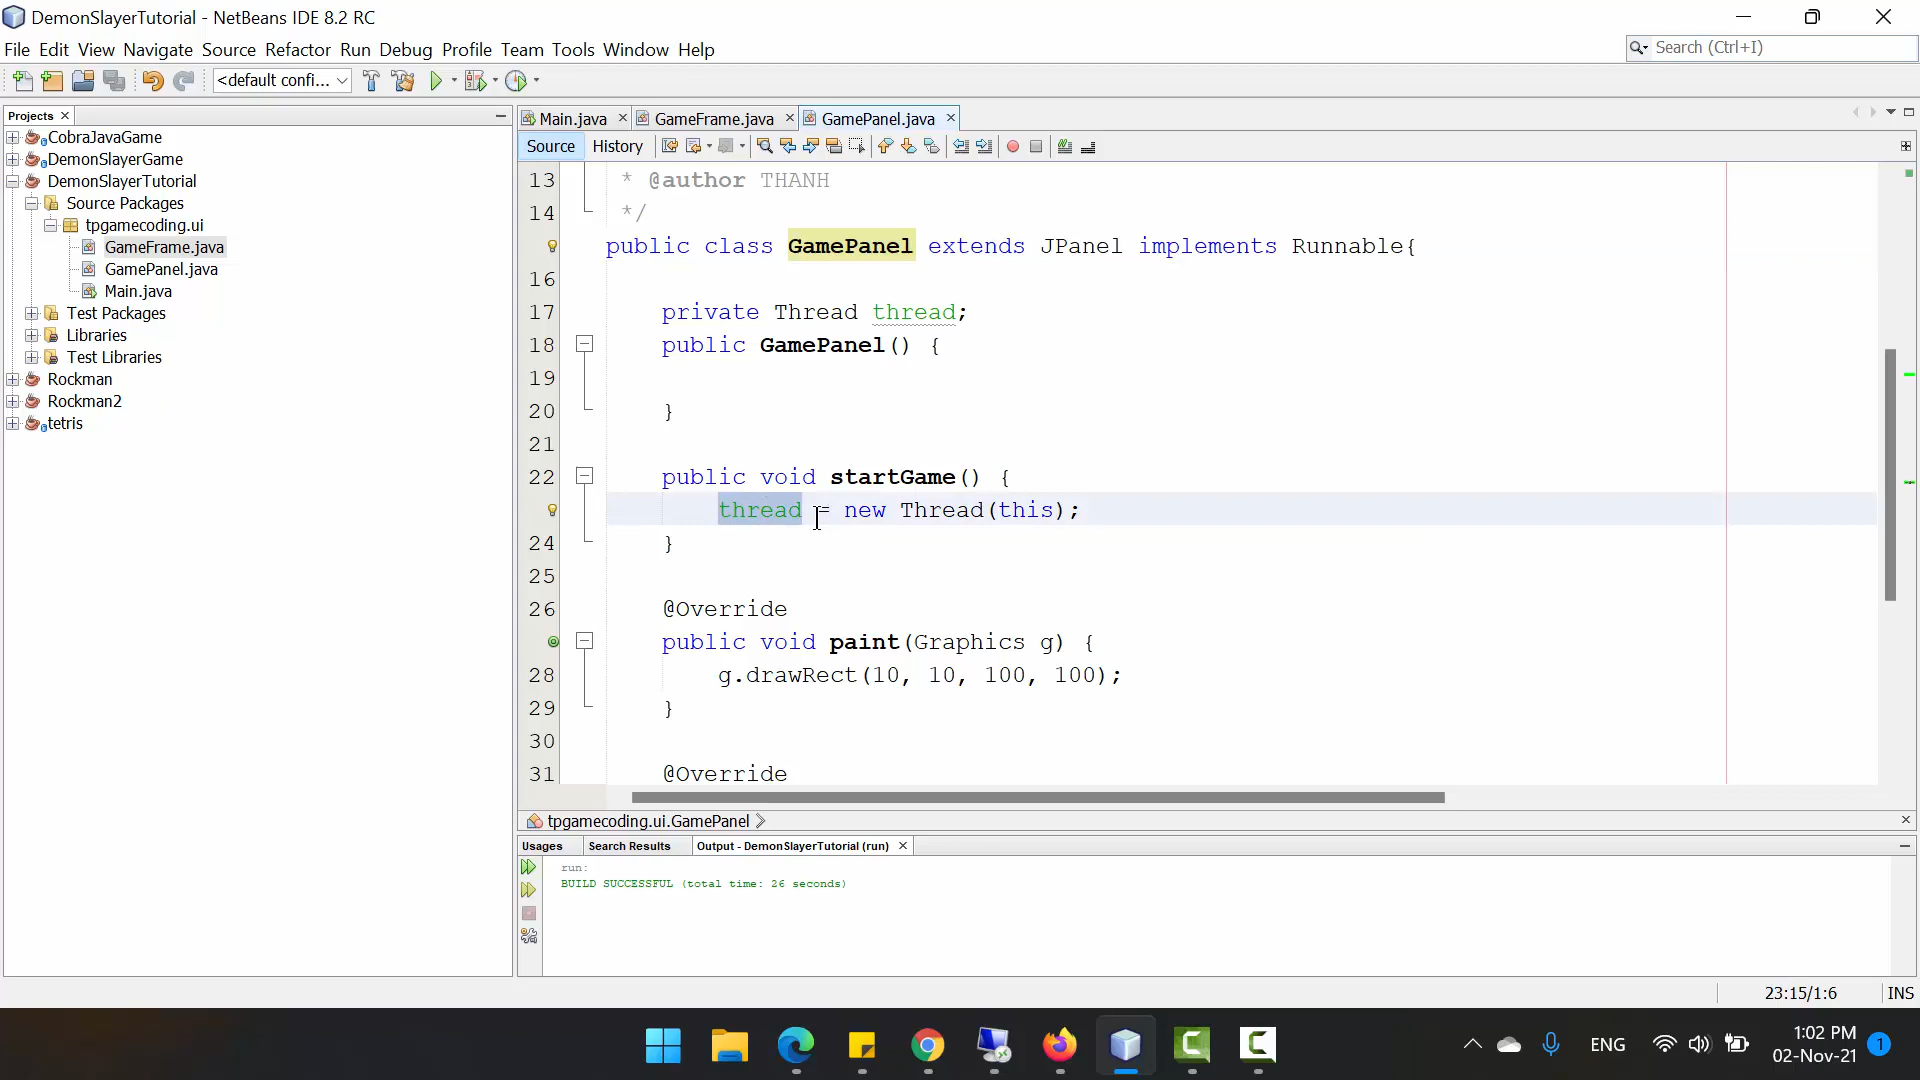 DemonSlayerTutorial - NetBeans IDE 8.2 RC
File Edit View Navigate Source Refactor Run Debug Profile Team Tools Window Help
Search (Ctrl+I)
<default confi...
Projects
Main.java GameFrame.java GamePanel.java
CobraJavaGame
DemonSlayerGame
DemonSlayerTutorial
Source Packages
tpgamecoding.ui
GameFrame.java
GamePanel.java
Main.java
Test Packages
Libraries
Test Libraries
Rockman
Rockman2
tetris
Source History
13 * @author THANH
14 */
public class GamePanel extends JPanel implements Runnable{
16
17 private Thread thread;
18 public GamePanel() {
19
20 }
21
22 public void startGame() {
thread = new Thread(this);
24 }
25
26 @Override
public void paint(Graphics g) {
28 g.drawRect(10, 10, 100, 100);
29 }
30
31 @Override
tpgamecoding.ui.GamePanel
Usages Search Results Output - DemonSlayerTutorial (run)
run:
BUILD SUCCESSFUL (total time: 26 seconds)
23:15/1:6 INS
ENG
1:02 PM
02-Nov-21
1